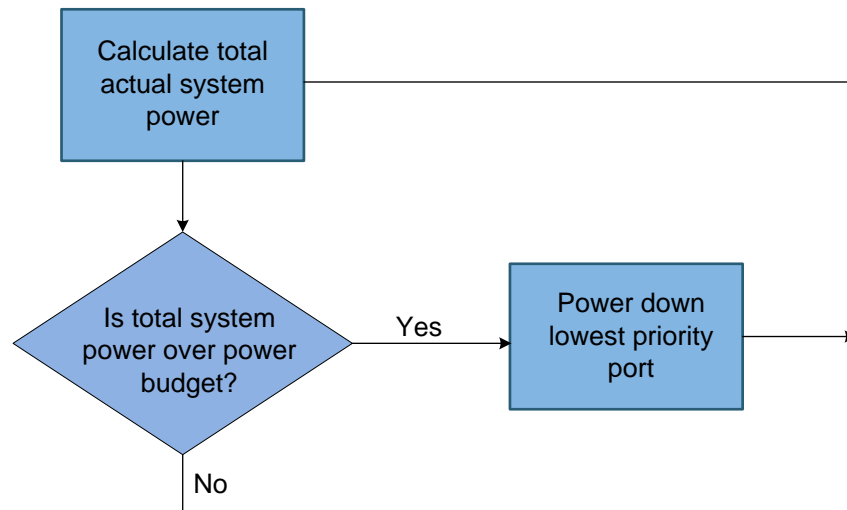 Calculate total
actual system
power
Is total system
power over power
budget?
Yes
Power down
lowest priority
port
No